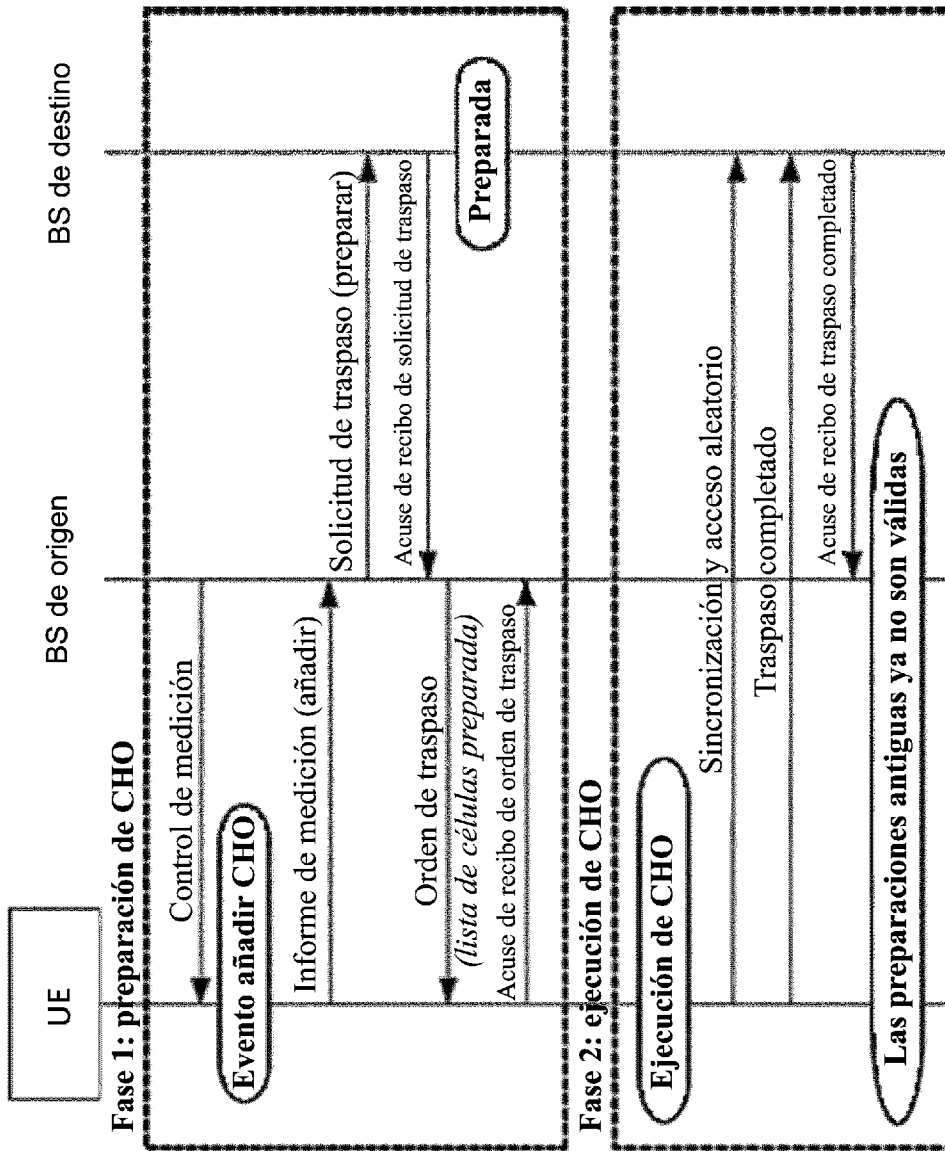 UE
BS de origen
BS de destino
Fase 1: preparación de CHO
Control de medición
Evento añadir CHO
Informe de medición (añadir)
Solicitud de traspaso (preparar)
Acuse de recibo de solicitud de traspaso
Preparada
Orden de traspaso
(lista de células preparada)
Acuse de recibo de orden de traspaso
Fase 2: ejecución de CHO
Ejecución de CHO
Sincronización y acceso aleatorio
Traspaso completado
Acuse de recibo de traspaso completado
Las preparaciones antiguas ya no son válidas